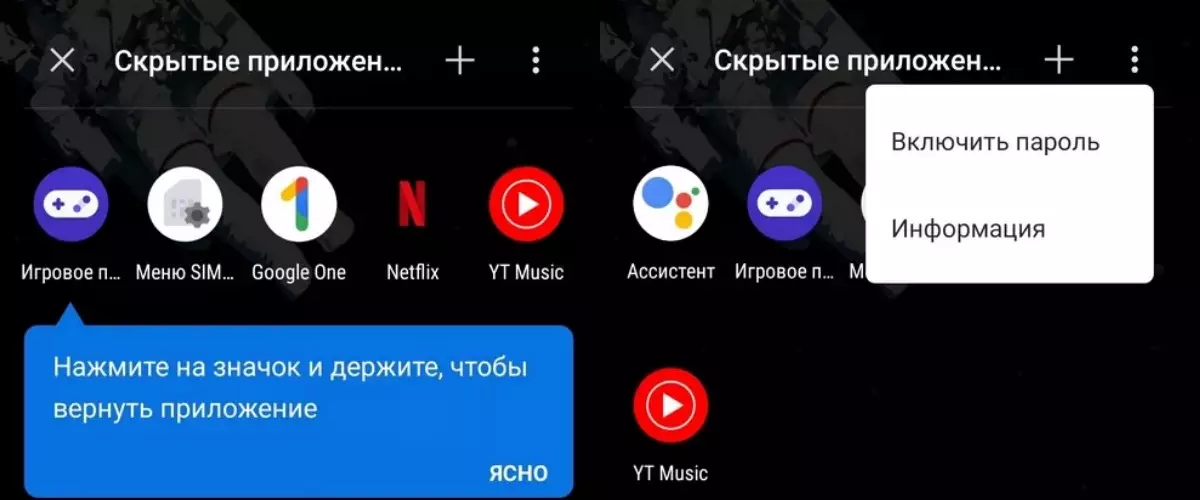 Скрытые приложен...
Игровое п...
Меню SIM...
Google One
N
Netflix
YT Music
Нажмите на значок и держите, чтобы
вернуть приложение
ЯСНО
Скрытые приложен...
Включить пароль
Информация
Ассистент
Игровое п...
М
YT Music